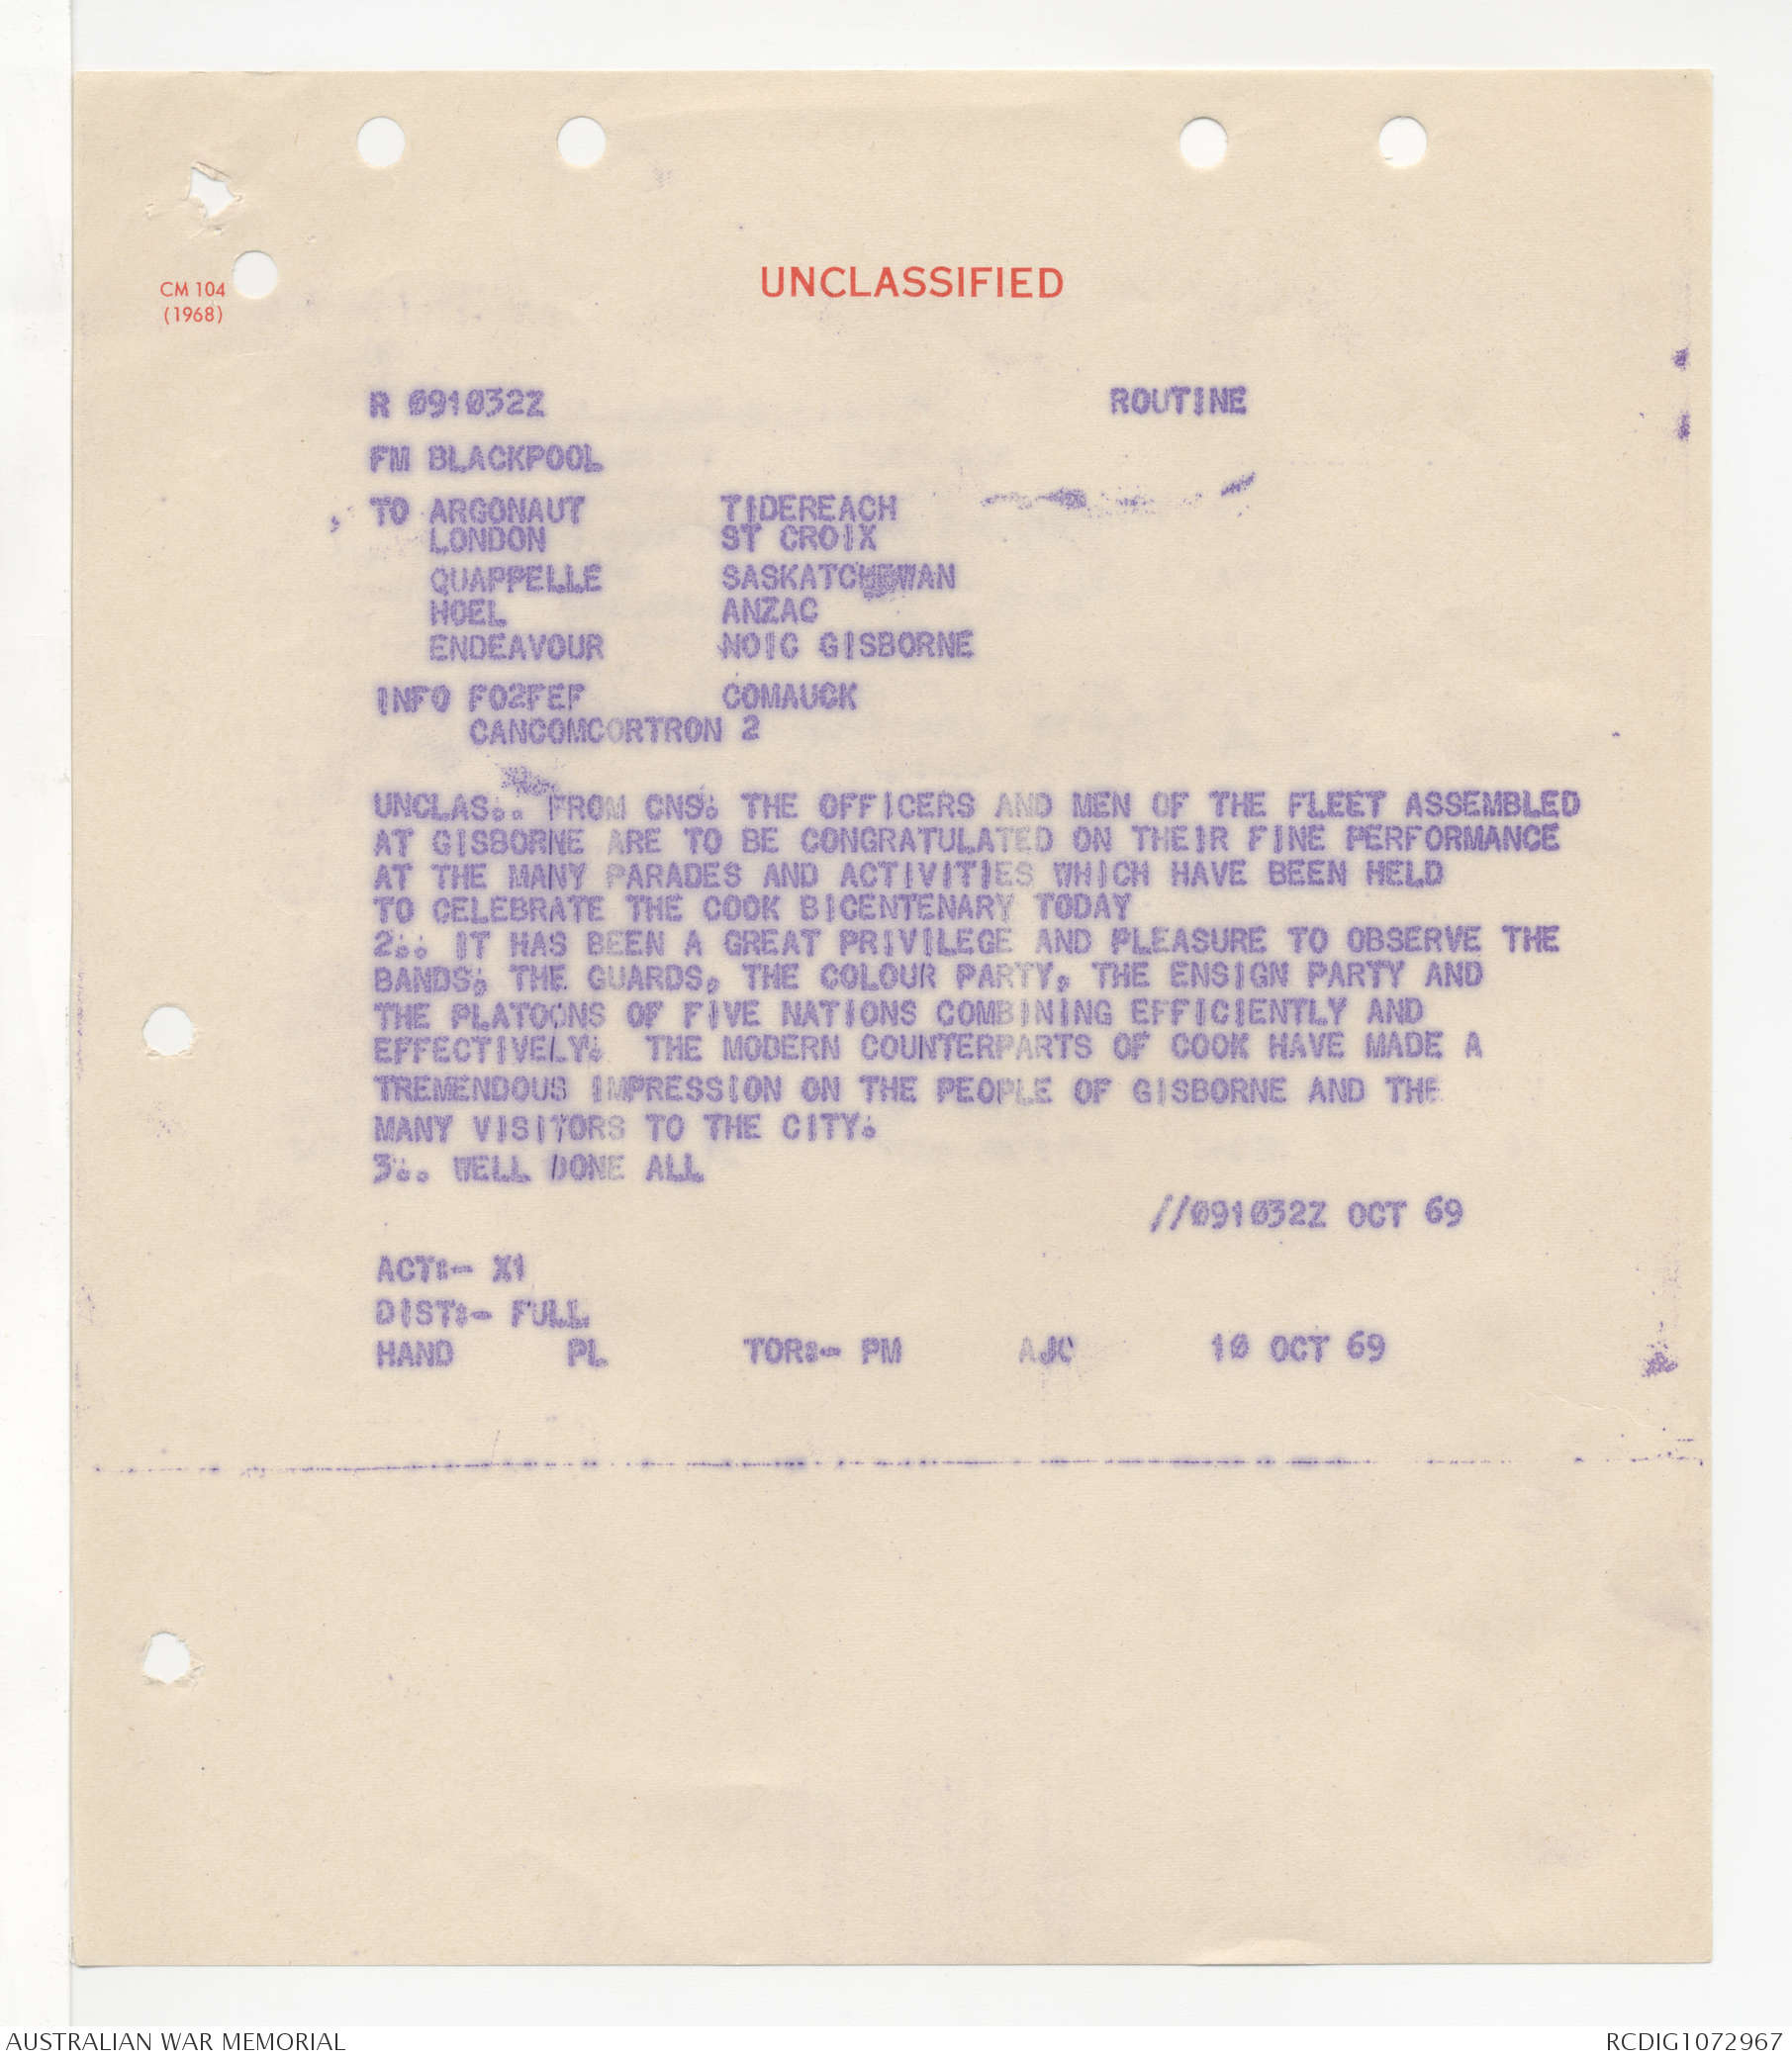 CM 104
(1968)
UNCLASSIFIED
R 091032Z ROUTINE
FM BLACKPOOL
TO ARGONAUT TIDEREACH
LONDON ST CROIX
QUAPPELLE SASKATCHEWAN
HOEL ANZAC
ENDEAVOUR NOIC GISBORNE
INFO FO2FEF COMAUCK
CANCOMCORTRON 2
UNCLAS.. FROM CNS. THE OFFICERS AND MEN OF THE FLEET ASSEMBLED
AT GISBORNE ARE TO BE CONGRATULATED ON THEIR FINE PERFORMANCE
AT THE MANY PARADES AND ACTIVITIES WHICH HAVE BEEN HELD
TO CELEBRATE THE COOK BICENTENARY TODAY
2.. IT HAS BEEN A GREAT PRIVILEGE AND PLEASURE TO OBSERVE THE
BANDS, THE GUARDS, THE COLOUR PARTY, THE ENSIGN PARTY AND
THE PLATOONS OF FIVE NATIONS COMBINING EFFICIENTLY AND
EFFECTIVELY. THE MODERN COUNTERPARTS OF COOK HAVE MADE A
TREMENDOUS IMPRESSION ON THE PEOPLE OF GISBORNE AND THE
MANY VISITORS TO THE CITY.
3.. WELL DONE ALL
//091032Z OCT 69
ACT:- X1
DIST:- FULL
HAND PL TOR:- PM AJC 10 OCT 69
AUSTRALIAN WAR MEMORIAL RCDIG1072967